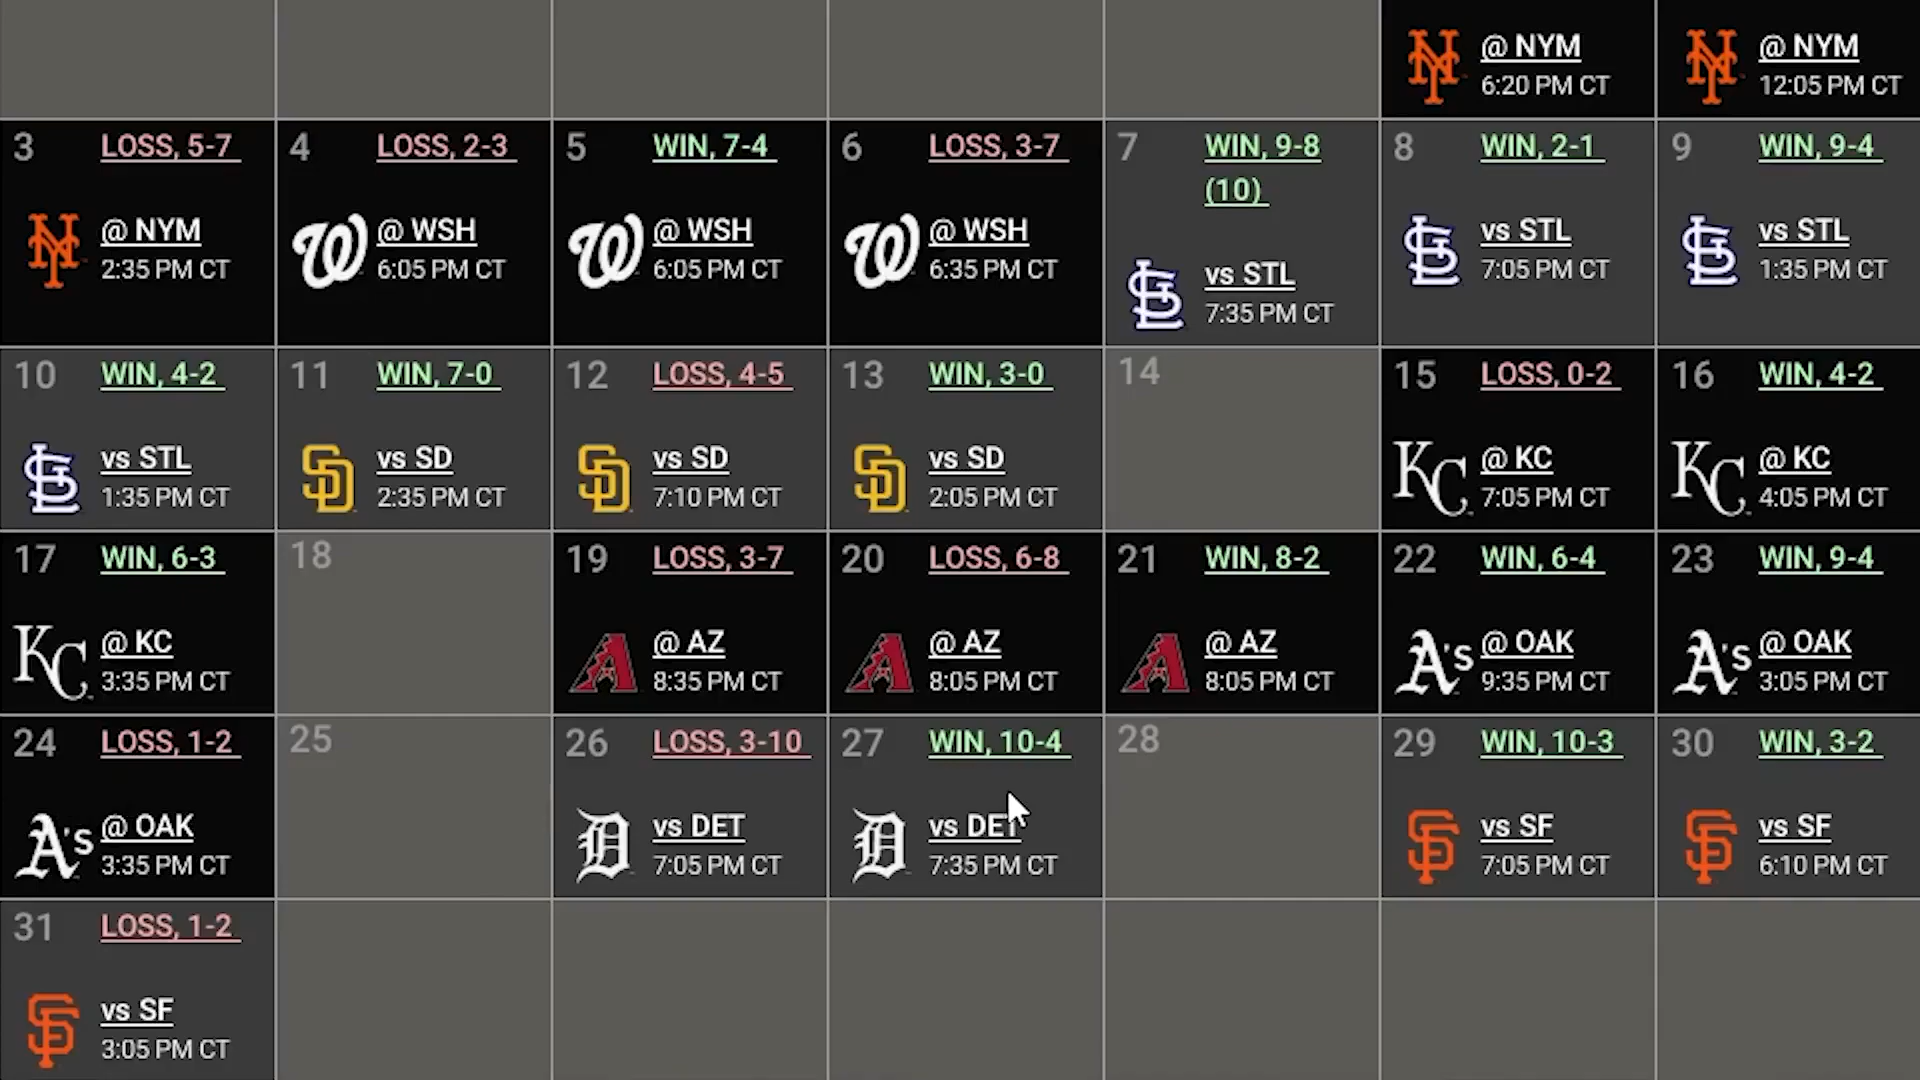 @ NYM
6:20 PM CT
@ NYM
12:05 PM CT
3 LOSS, 5-7
@ NYM
2:35 PM CT
4 LOSS, 2-3
@ WSH
6:05 PM CT
5 WIN, 7-4
@ WSH
6:05 PM CT
6 LOSS, 3-7
@ WSH
6:35 PM CT
7 WIN, 9-8
(10)
vs STL
7:35 PM CT
8 WIN, 2-1
vs STL
7:05 PM CT
9 WIN, 9-4
vs STL
1:35 PM CT
10 WIN, 4-2
vs STL
1:35 PM CT
11 WIN, 7-0
vs SD
2:35 PM CT
12 LOSS, 4-5
vs SD
7:10 PM CT
13 WIN, 3-0
vs SD
2:05 PM CT
14
15 LOSS, 0-2
@ KC
7:05 PM CT
16 WIN, 4-2
@ KC
4:05 PM CT
17 WIN, 6-3
@ KC
3:35 PM CT
18
19 LOSS, 3-7
@ AZ
8:35 PM CT
20 LOSS, 6-8
@ AZ
8:05 PM CT
21 WIN, 8-2
@ AZ
8:05 PM CT
22 WIN, 6-4
@ OAK
9:35 PM CT
23 WIN, 9-4
@ OAK
3:05 PM CT
24 LOSS, 1-2
@ OAK
3:35 PM CT
25
26 LOSS, 3-10
vs DET
7:05 PM CT
27 WIN, 10-4
vs DET
7:35 PM CT
28
29 WIN, 10-3
vs SF
7:05 PM CT
30 WIN, 3-2
vs SF
6:10 PM CT
31 LOSS, 1-2
vs SF
3:05 PM CT